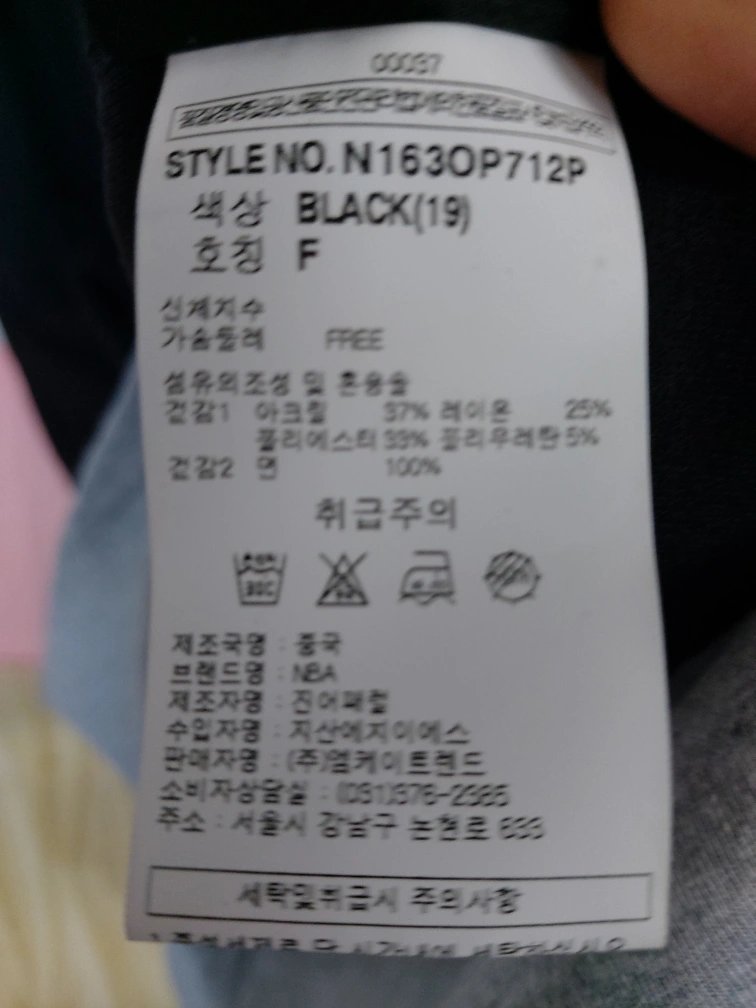 00037
STYLE NO. N163OP712P
색상 BLACK(19)
호칭 F
신체치수
가슴둘레 FREE
섬유의조성 및 혼용율
겉감1 아크릴 37% 레이온 25%
폴리에스터 33% 폴리우레탄 5%
겉감2 면 100%
취급주의
제조국명 : 중국
브랜드명 : NBA
제조자명 : 진어패럴
수입자명 : 지산에지이에스
판매자명 : (주)엠케이트렌드
소비자상담실 : (031)376-2385
주소 : 서울시 강남구 논현로 633
세탁및취급시 주의사항